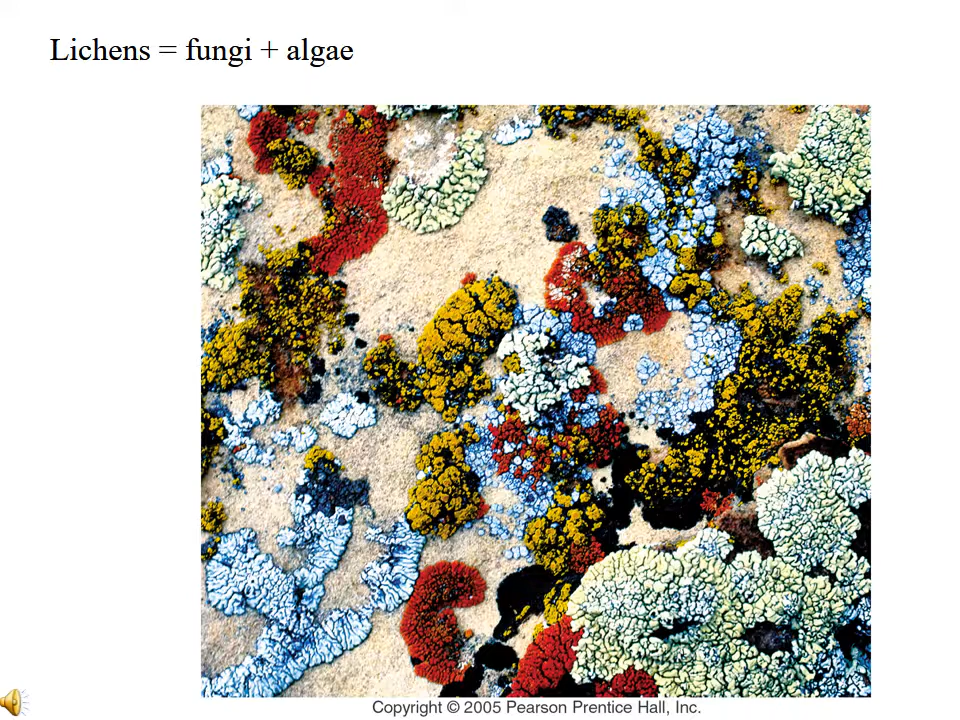 Lichens = fungi + algae
Copyright © 2005 Pearson Prentice Hall, Inc.